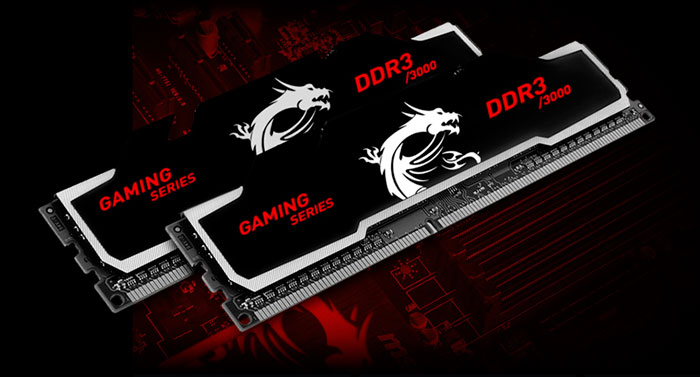 DDR3
/3000
GAMING
SERIES
DDR3
/3000
GAMING
SERIES